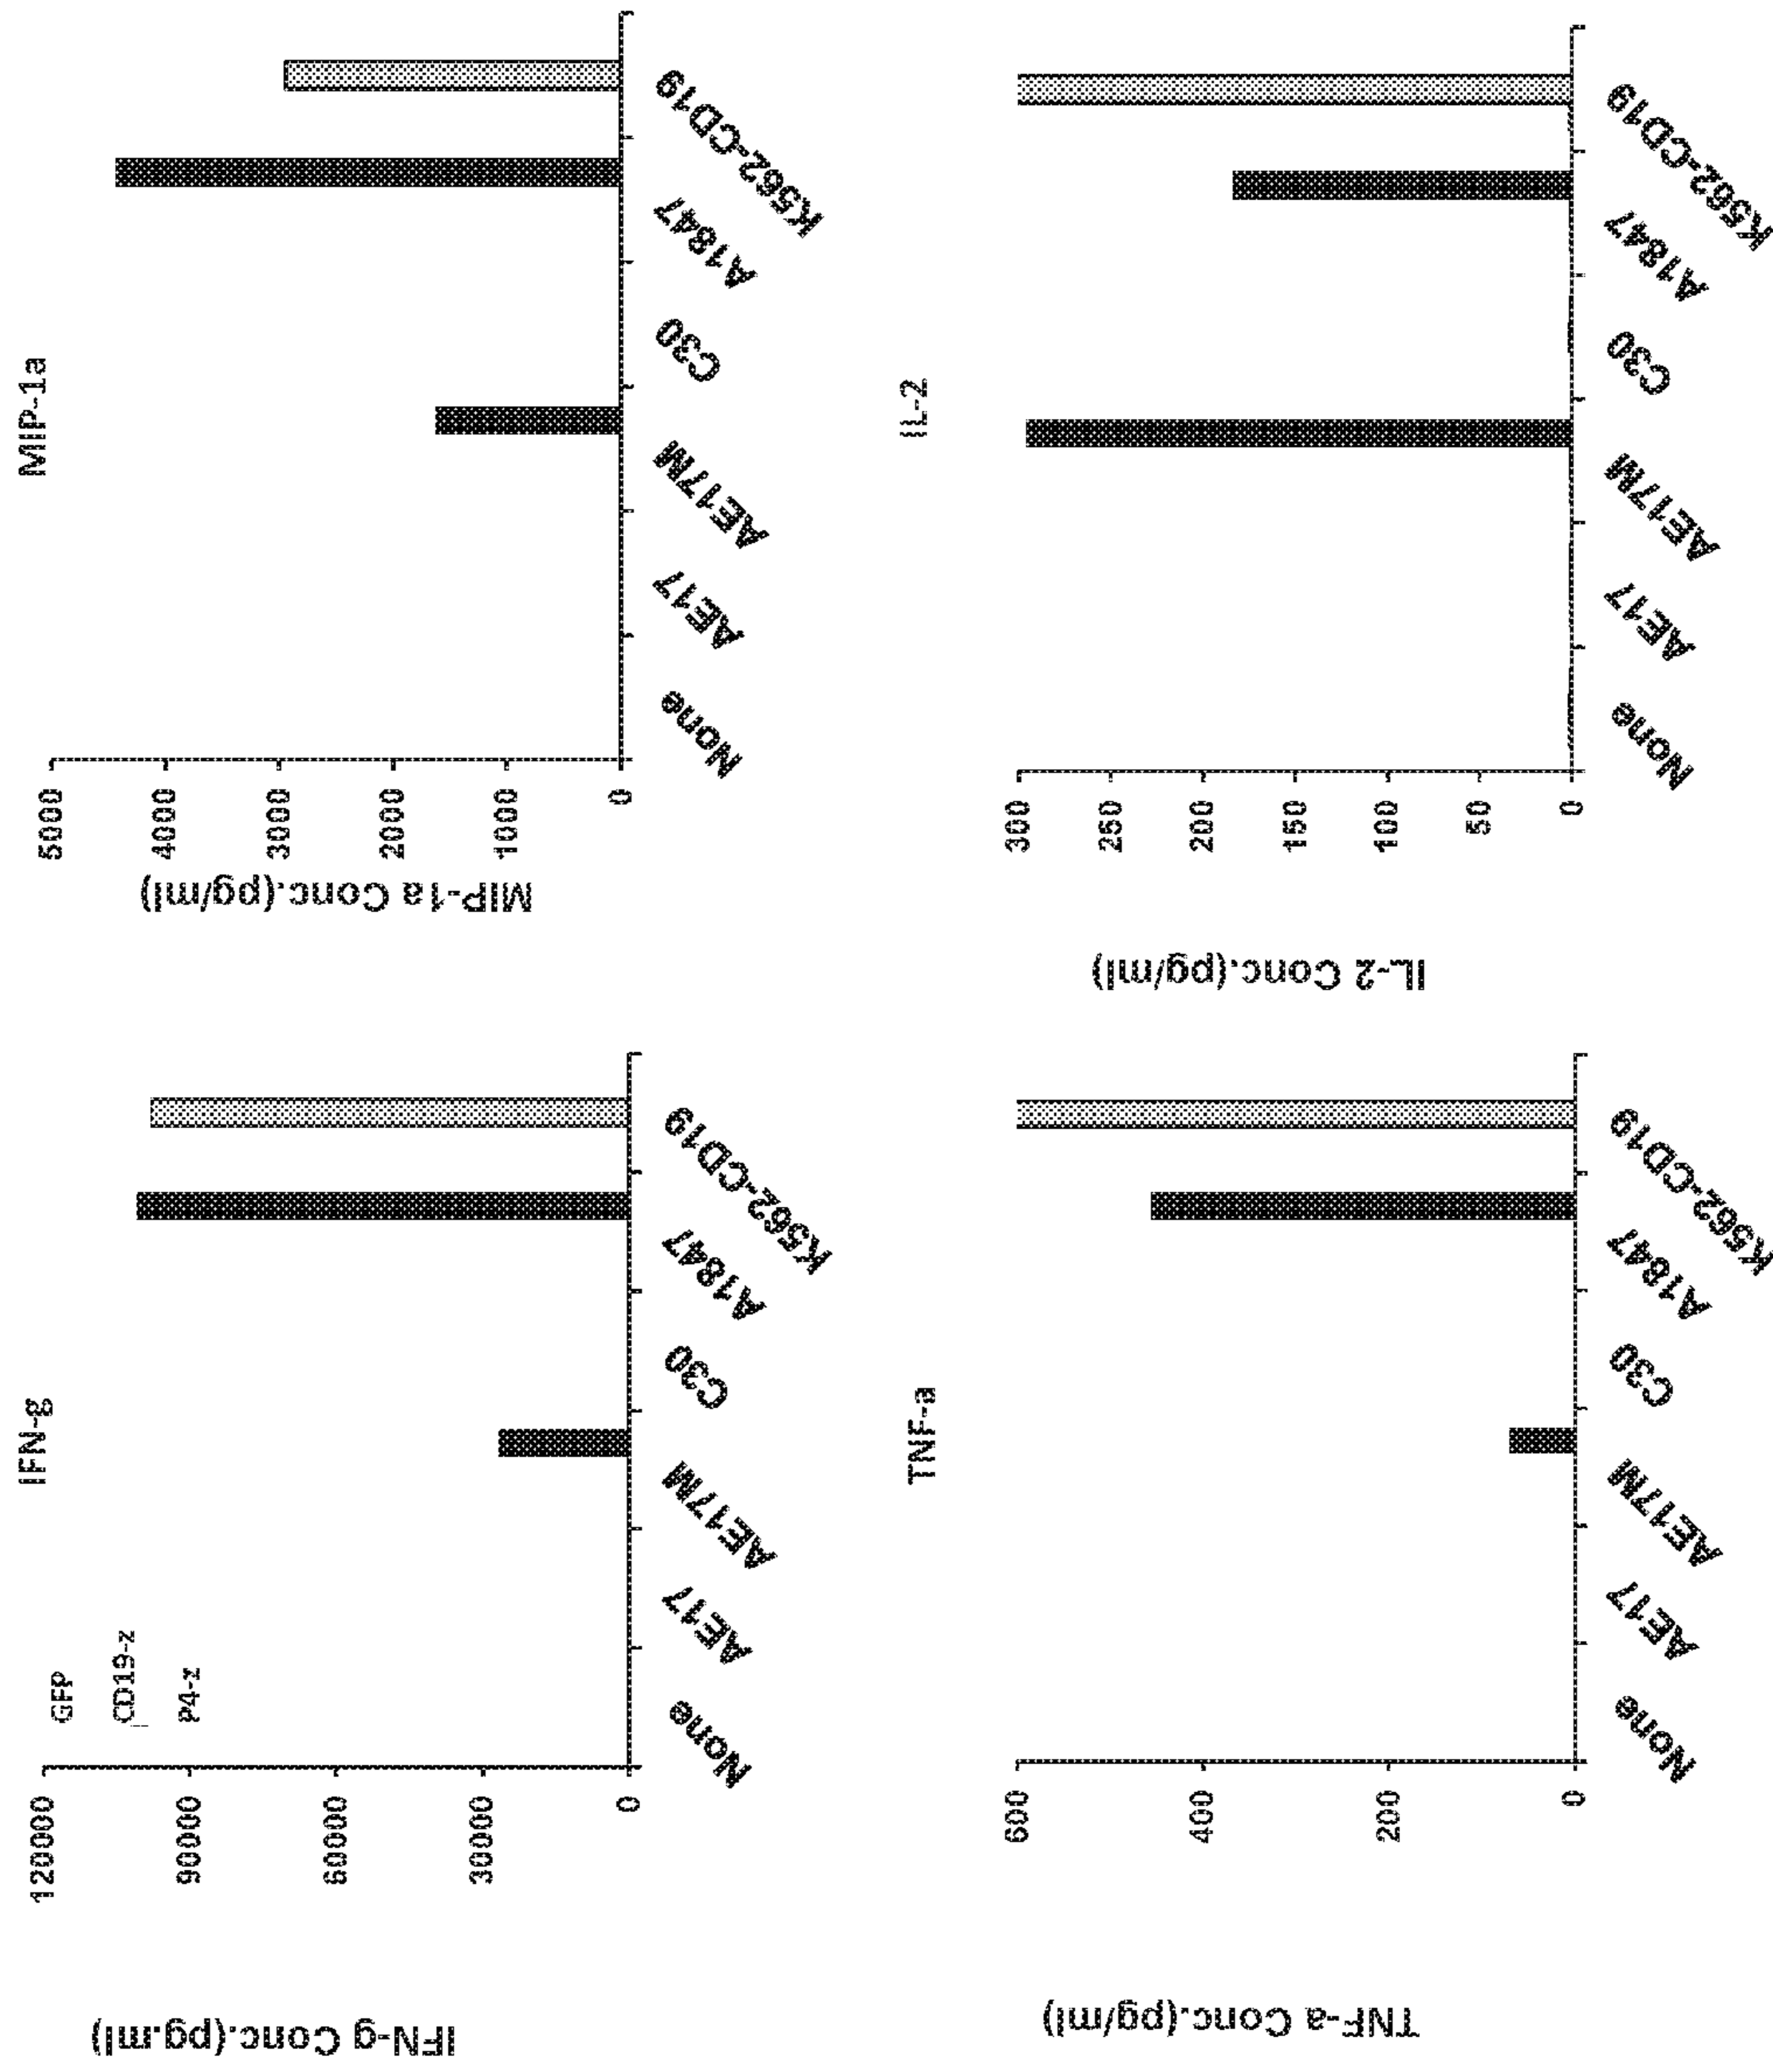 IFN-g
IFN-g Conc.(pg.ml)
120000
90000
60000
30000
0
GFP
CD19-z
P4-z
None
AE17
AE17M
C30
A1847
K562-CD19
MIP-1a
MIP-1a Conc.(pg/ml)
5000
4000
3000
2000
1000
0
None
AE17
AE17M
C30
A1847
K562-CD19
TNF-a
TNF-a Conc.(pg/ml)
600
400
200
0
None
AE17
AE17M
C30
A1847
K562-CD19
IL-2
IL-2 Conc.(pg/ml)
300
250
200
150
100
50
0
None
AE17
AE17M
C30
A1847
K562-CD19